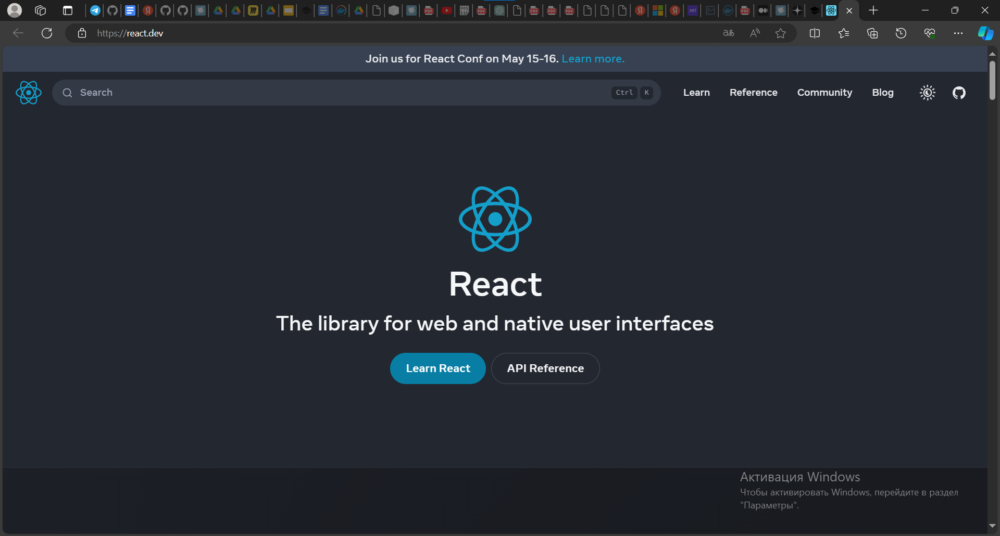 https://react.dev
Join us for React Conf on May 15-16. Learn more.
Search
Ctrl K
Learn
Reference
Community
Blog
React
The library for web and native user interfaces
Learn React
API Reference
Активация Windows
Чтобы активировать Windows, перейдите в раздел
"Параметры".